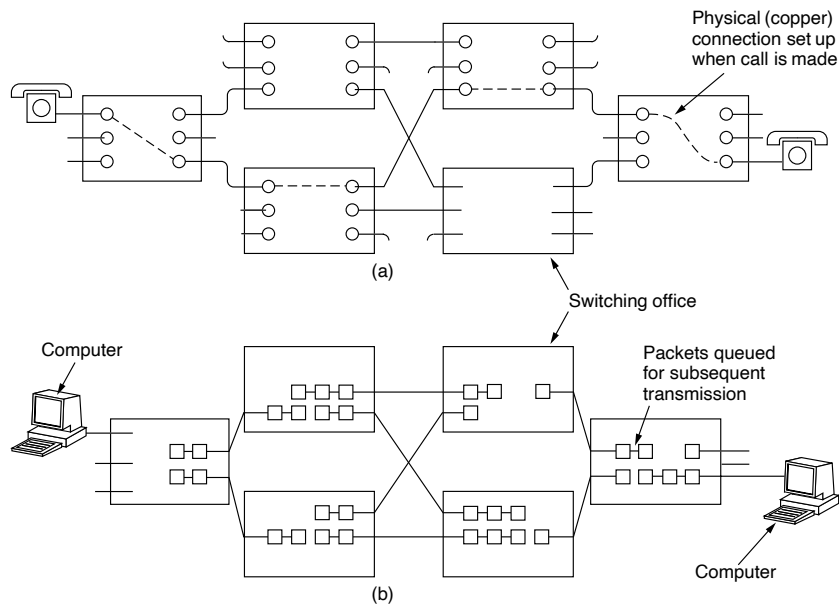 Physical (copper)
connection set up
when call is made
(a)
Switching office
Computer
Packets queued
for subsequent
transmission
Computer
(b)